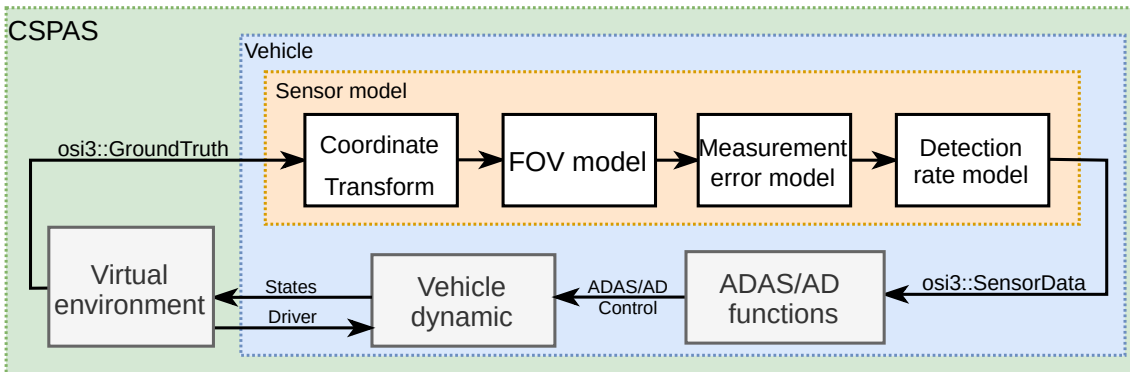 CSPAS
Vehicle
Sensor model
osi3::GroundTruth
Coordinate
Transform
FOV model
Measurement
error model
Detection
rate model
Virtual
environment
States
Driver
Vehicle
dynamic
ADAS/AD
Control
ADAS/AD
functions
osi3::SensorData